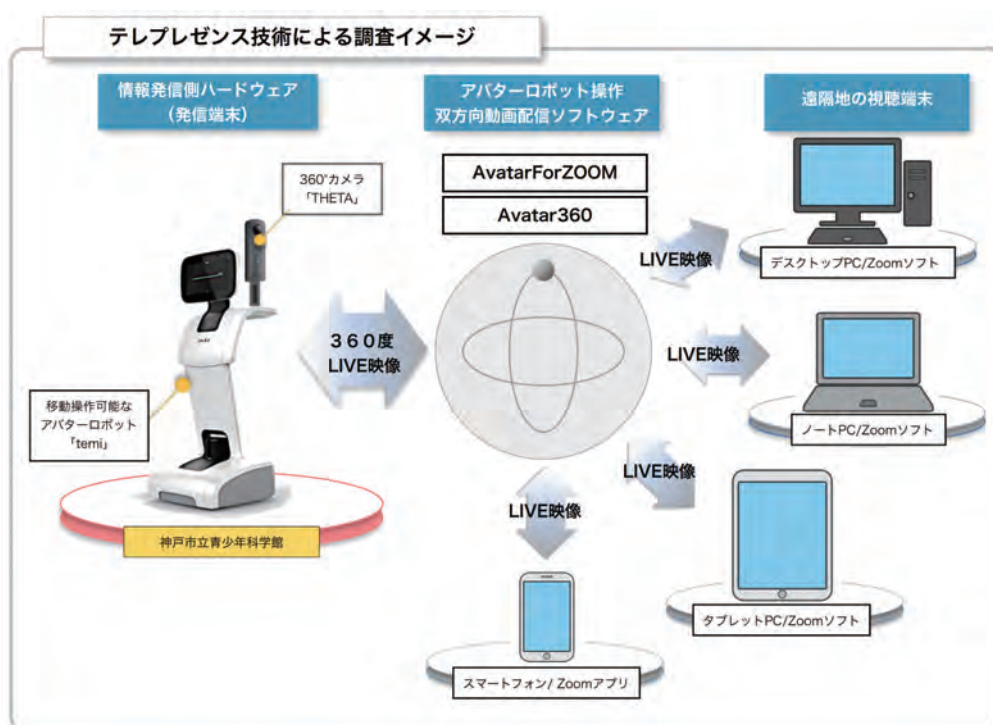 テレプレゼンス技術による調査イメージ
情報発信側ハードウェア
（発信端末）
アバターロボット操作
双方向動画配信ソフトウェア
遠隔地の視聴端末
360°カメラ
「THETA」
AvatarForZOOM
Avatar360
LIVE映像
デスクトップPC/Zoomソフト
３６０度
LIVE映像
LIVE映像
ノートPC/Zoomソフト
移動操作可能な
アバターロボット
「temi」
神戸市立青少年科学館
LIVE映像
LIVE映像
タブレットPC/Zoomソフト
スマートフォン/ Zoomアプリ